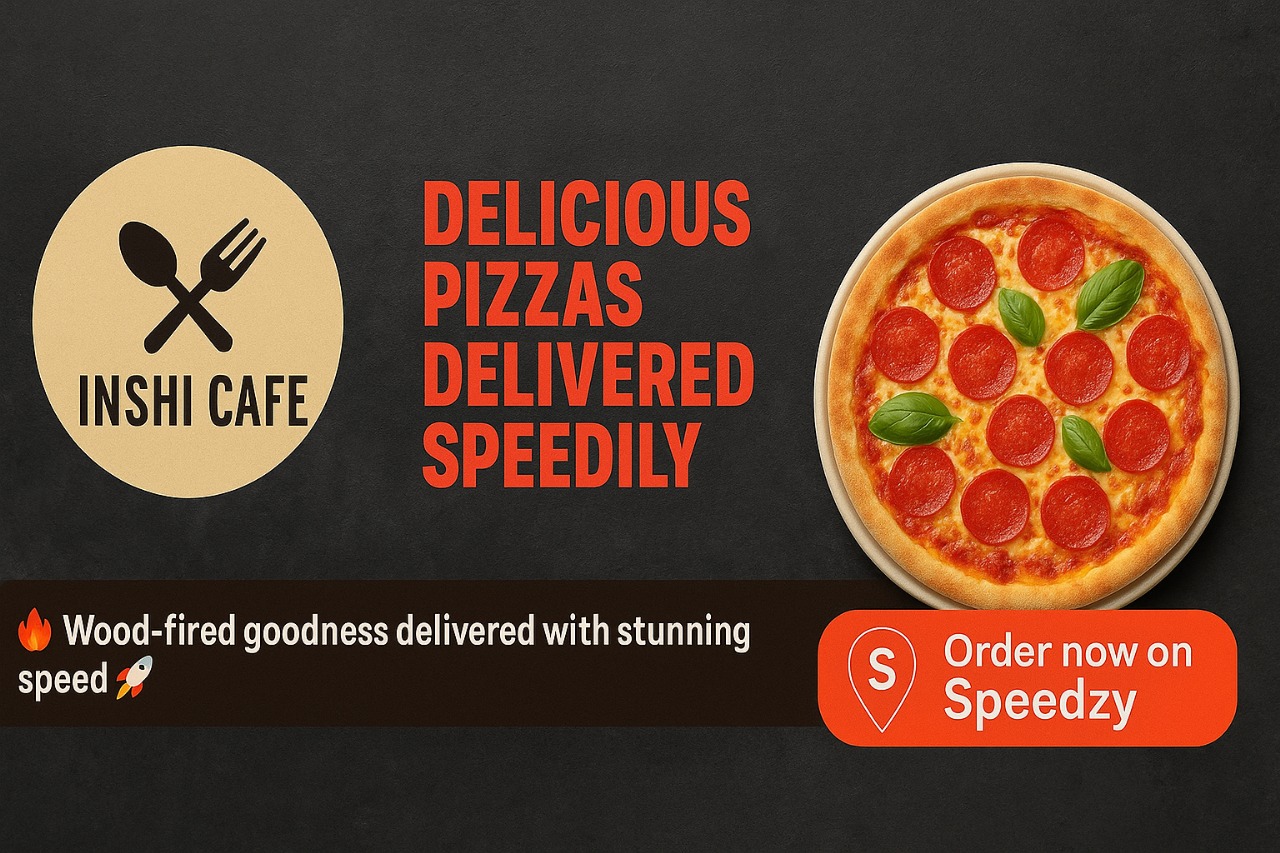 INSHI CAFE
DELICIOUS
PIZZAS
DELIVERED
SPEEDILY
🔥 Wood-fired goodness delivered with stunning
speed 🚀
S
Order now on
Speedzy